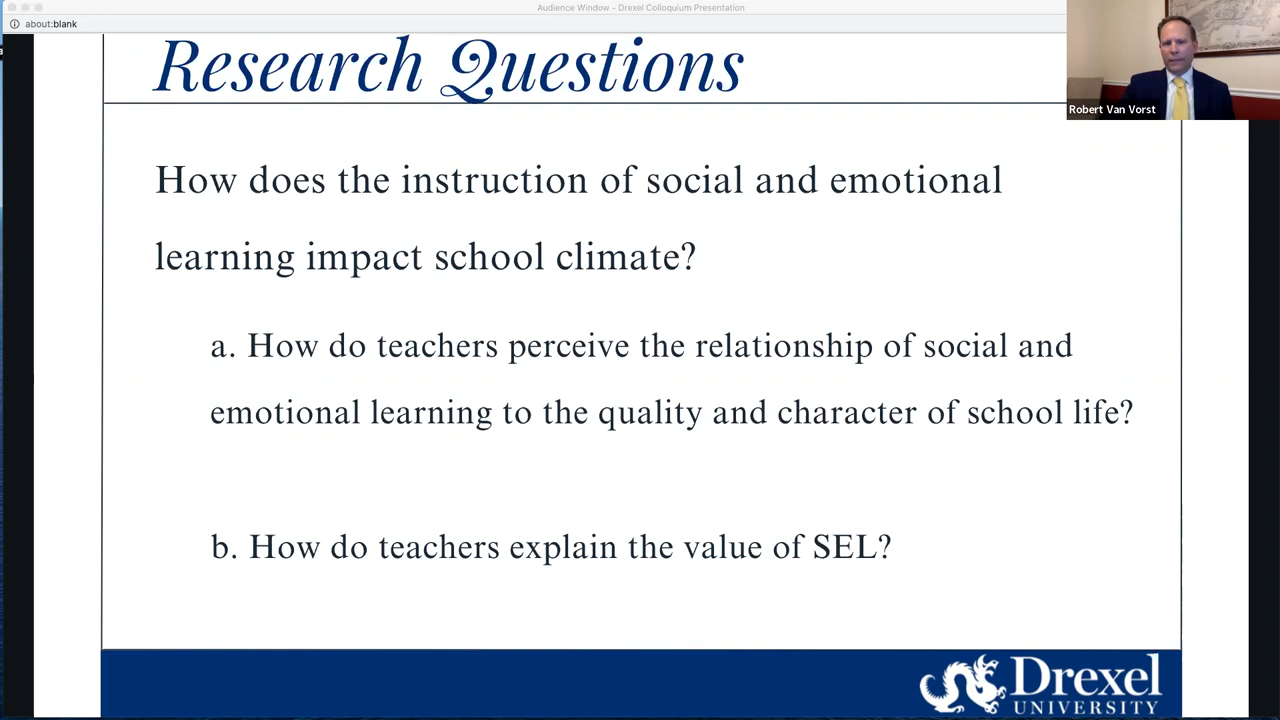 Audience Window - Drexel Colloquium Presentation
about:blank
Research Questions
Robert Van Vorst
How does the instruction of social and emotional
learning impact school climate?
a. How do teachers perceive the relationship of social and
emotional learning to the quality and character of school life?
b. How do teachers explain the value of SEL?
Drexel
UNIVERSITY